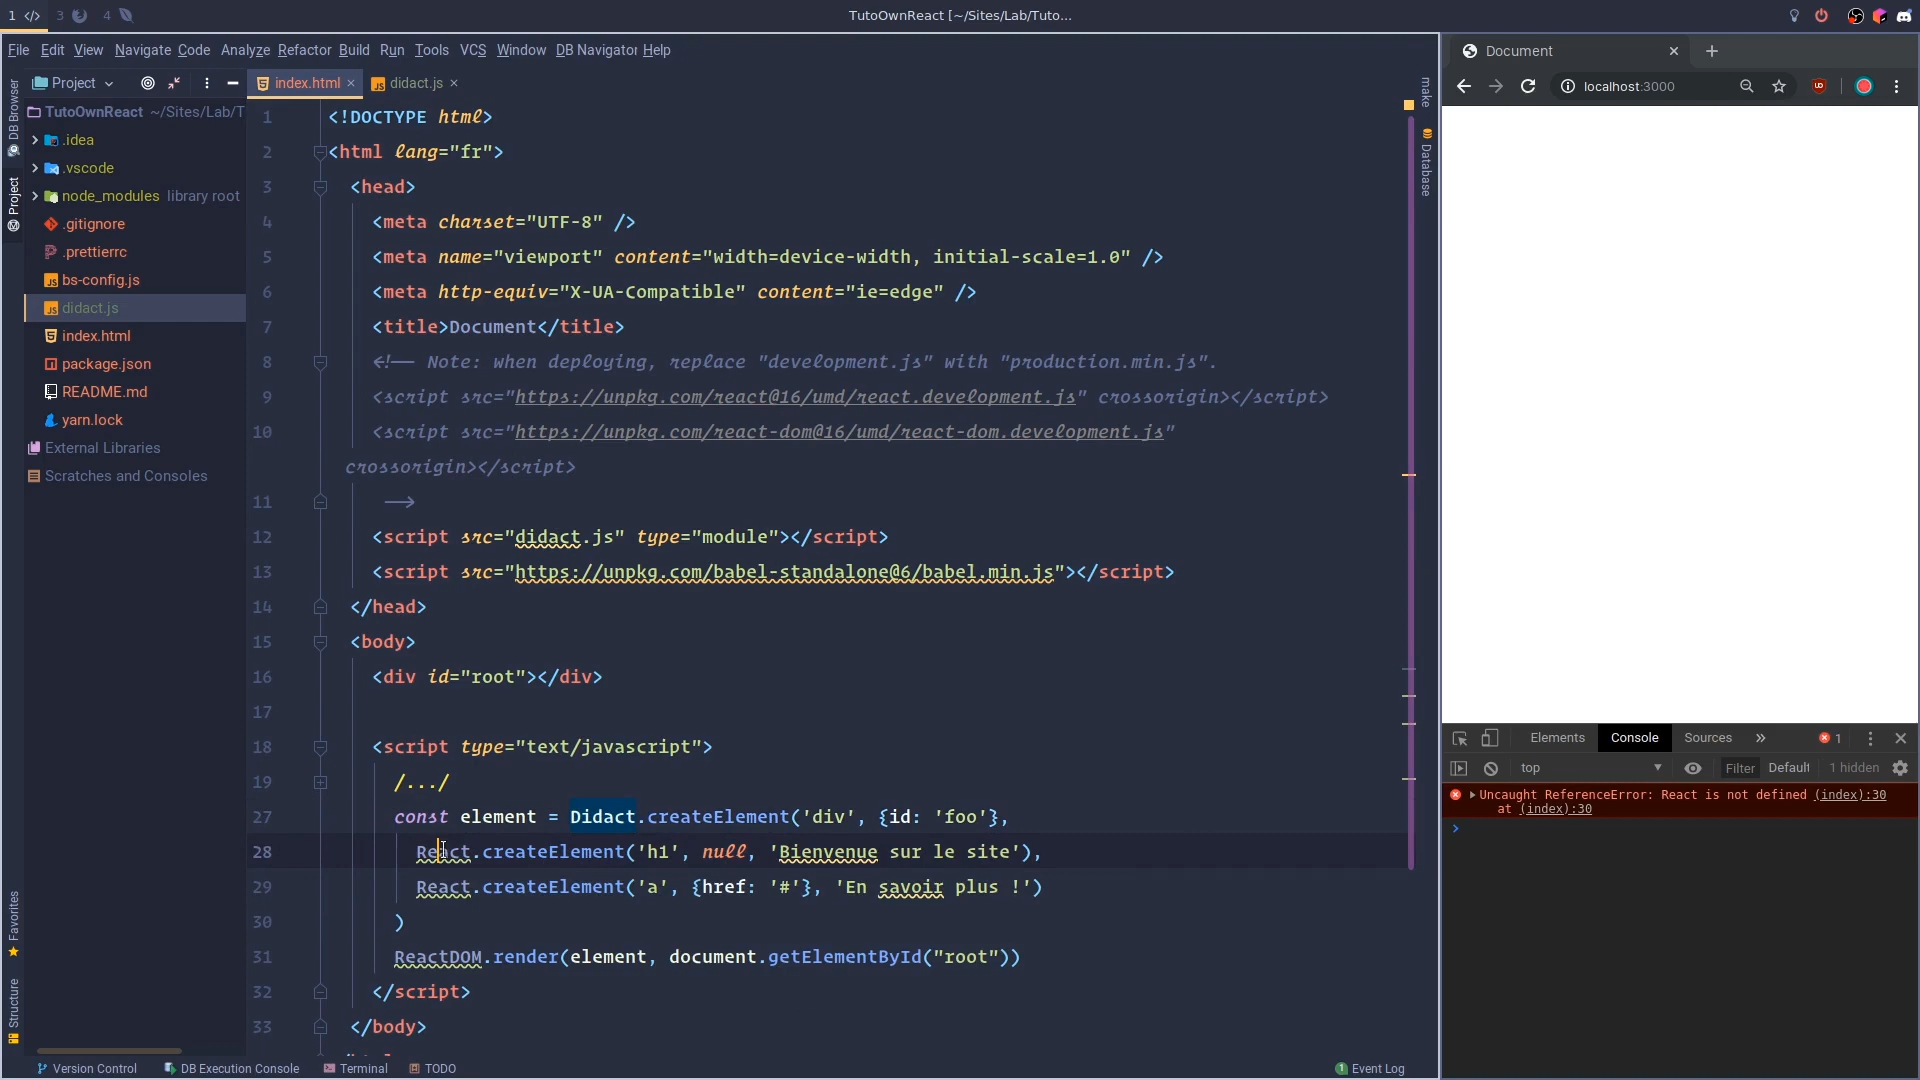 1 </> 3 4
TutoOwnReact [~/Sites/Lab/Tuto...
File Edit View Navigate Code Analyze Refactor Build Run Tools VCS Window DB Navigator Help
Project
index.html
didact.js
DB Browser
Project
Favorites
Structure
TutoOwnReact ~/Sites/Lab/T
.idea
.vscode
node_modules library root
.gitignore
.prettierrc
bs-config.js
didact.js
index.html
package.json
README.md
yarn.lock
External Libraries
Scratches and Consoles
1 <!DOCTYPE html>
2 <html lang="fr">
3 <head>
4 <meta charset="UTF-8" />
5 <meta name="viewport" content="width=device-width, initial-scale=1.0" />
6 <meta http-equiv="X-UA-Compatible" content="ie=edge" />
7 <title>Document</title>
8 <!-- Note: when deploying, replace "development.js" with "production.min.js".
9 <script src="https://unpkg.com/react@16/umd/react.development.js" crossorigin></script>
10 <script src="https://unpkg.com/react-dom@16/umd/react-dom.development.js"
crossorigin></script>
11 -->
12 <script src="didact.js" type="module"></script>
13 <script src="https://unpkg.com/babel-standalone@6/babel.min.js"></script>
14 </head>
15 <body>
16 <div id="root"></div>
17
18 <script type="text/javascript">
19 /.../
27 const element = Didact.createElement('div', {id: 'foo'},
28 React.createElement('h1', null, 'Bienvenue sur le site'),
29 React.createElement('a', {href: '#'}, 'En savoir plus !')
30 )
31 ReactDOM.render(element, document.getElementById("root"))
32 </script>
33 </body>
make
Database
Version Control DB Execution Console Terminal TODO
1 Event Log
Document
localhost:3000
Elements Console Sources » 1
top Filter Default 1 hidden
Uncaught ReferenceError: React is not defined (index):30
at (index):30